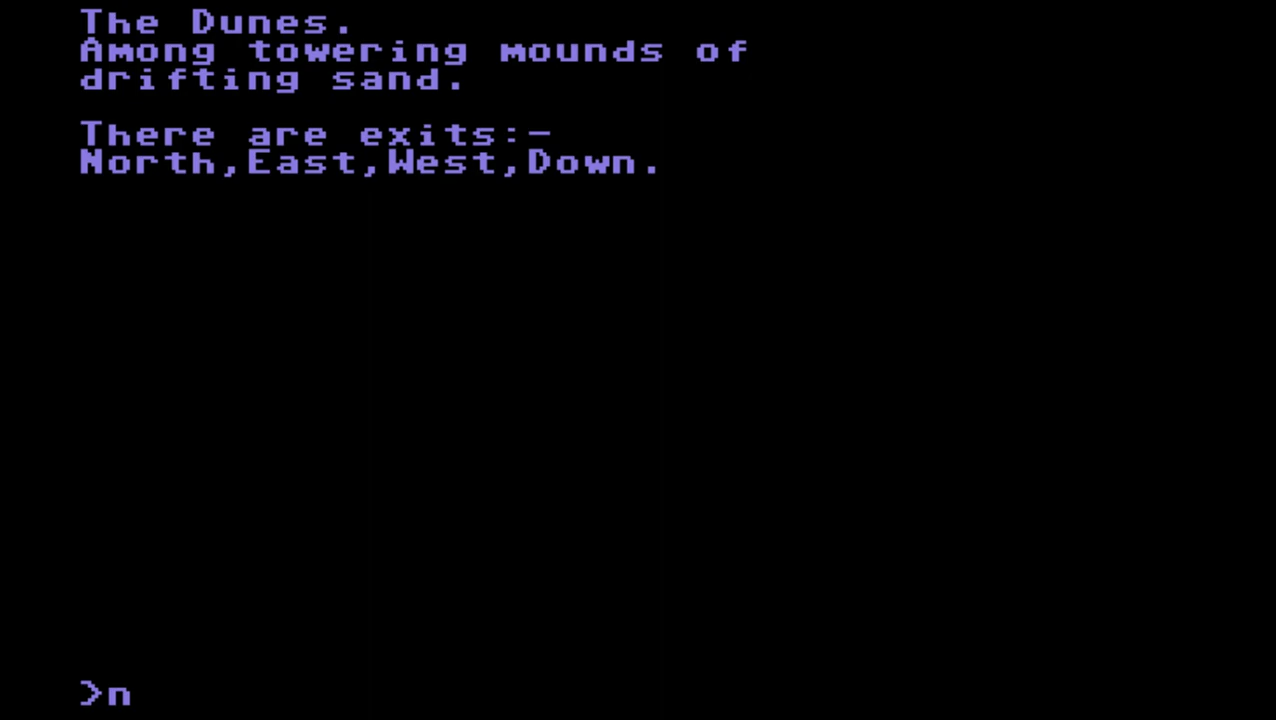 The Dunes.
Among towering mounds of
drifting sand.
There are exits:-
North,East,West,Down.
>n